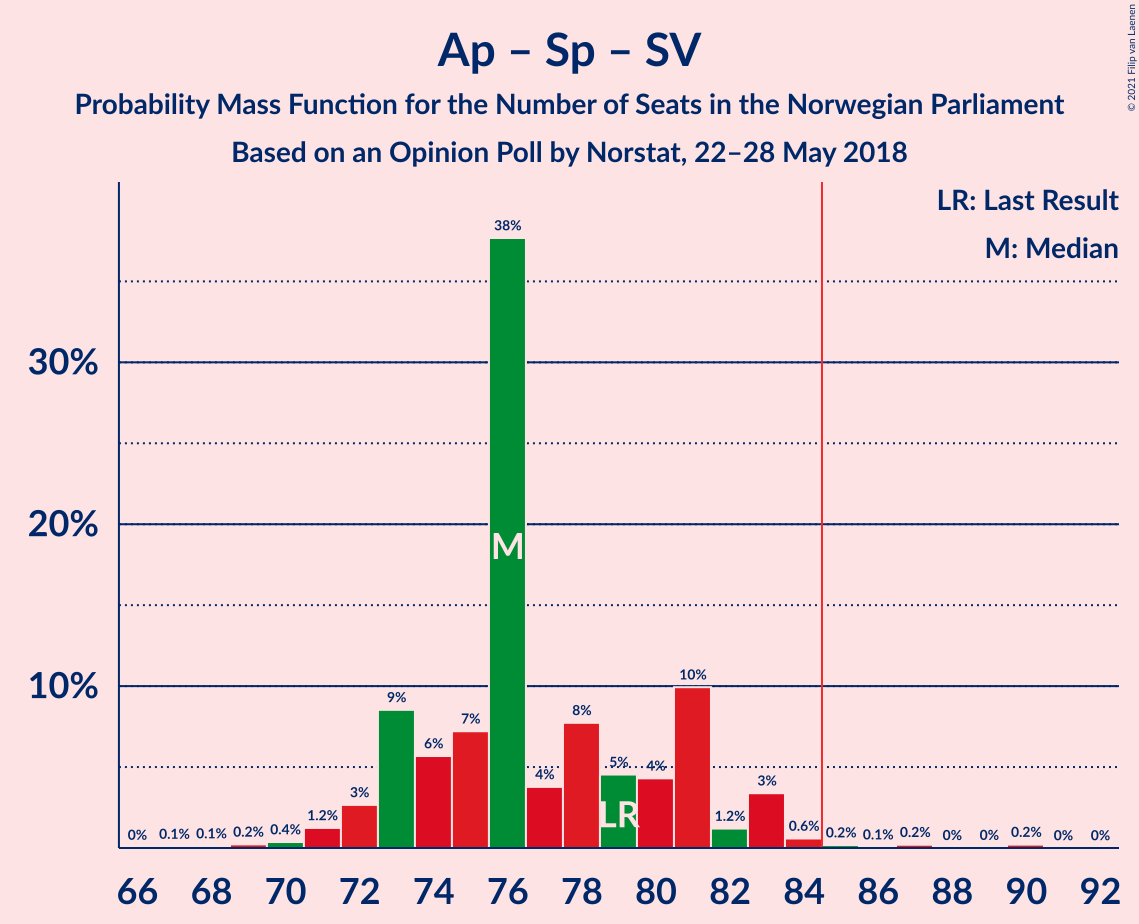 Ap – Sp – SV
Probability Mass Function for the Number of Seats in the Norwegian Parliament
Based on an Opinion Poll by Norstat, 22–28 May 2018
© 2021 Filip van Laenen
LR: Last Result
M: Median
30%
20%
10%
0% 0.1% 0.1% 0.2% 0.4% 1.2% 3% 9% 6% 7% 38% 4% 8% 5% 4% 10% 1.2% 3% 0.6% 0.2% 0.1% 0.2% 0% 0% 0.2% 0% 0%
M
LR
66 68 70 72 74 76 78 80 82 84 86 88 90 92